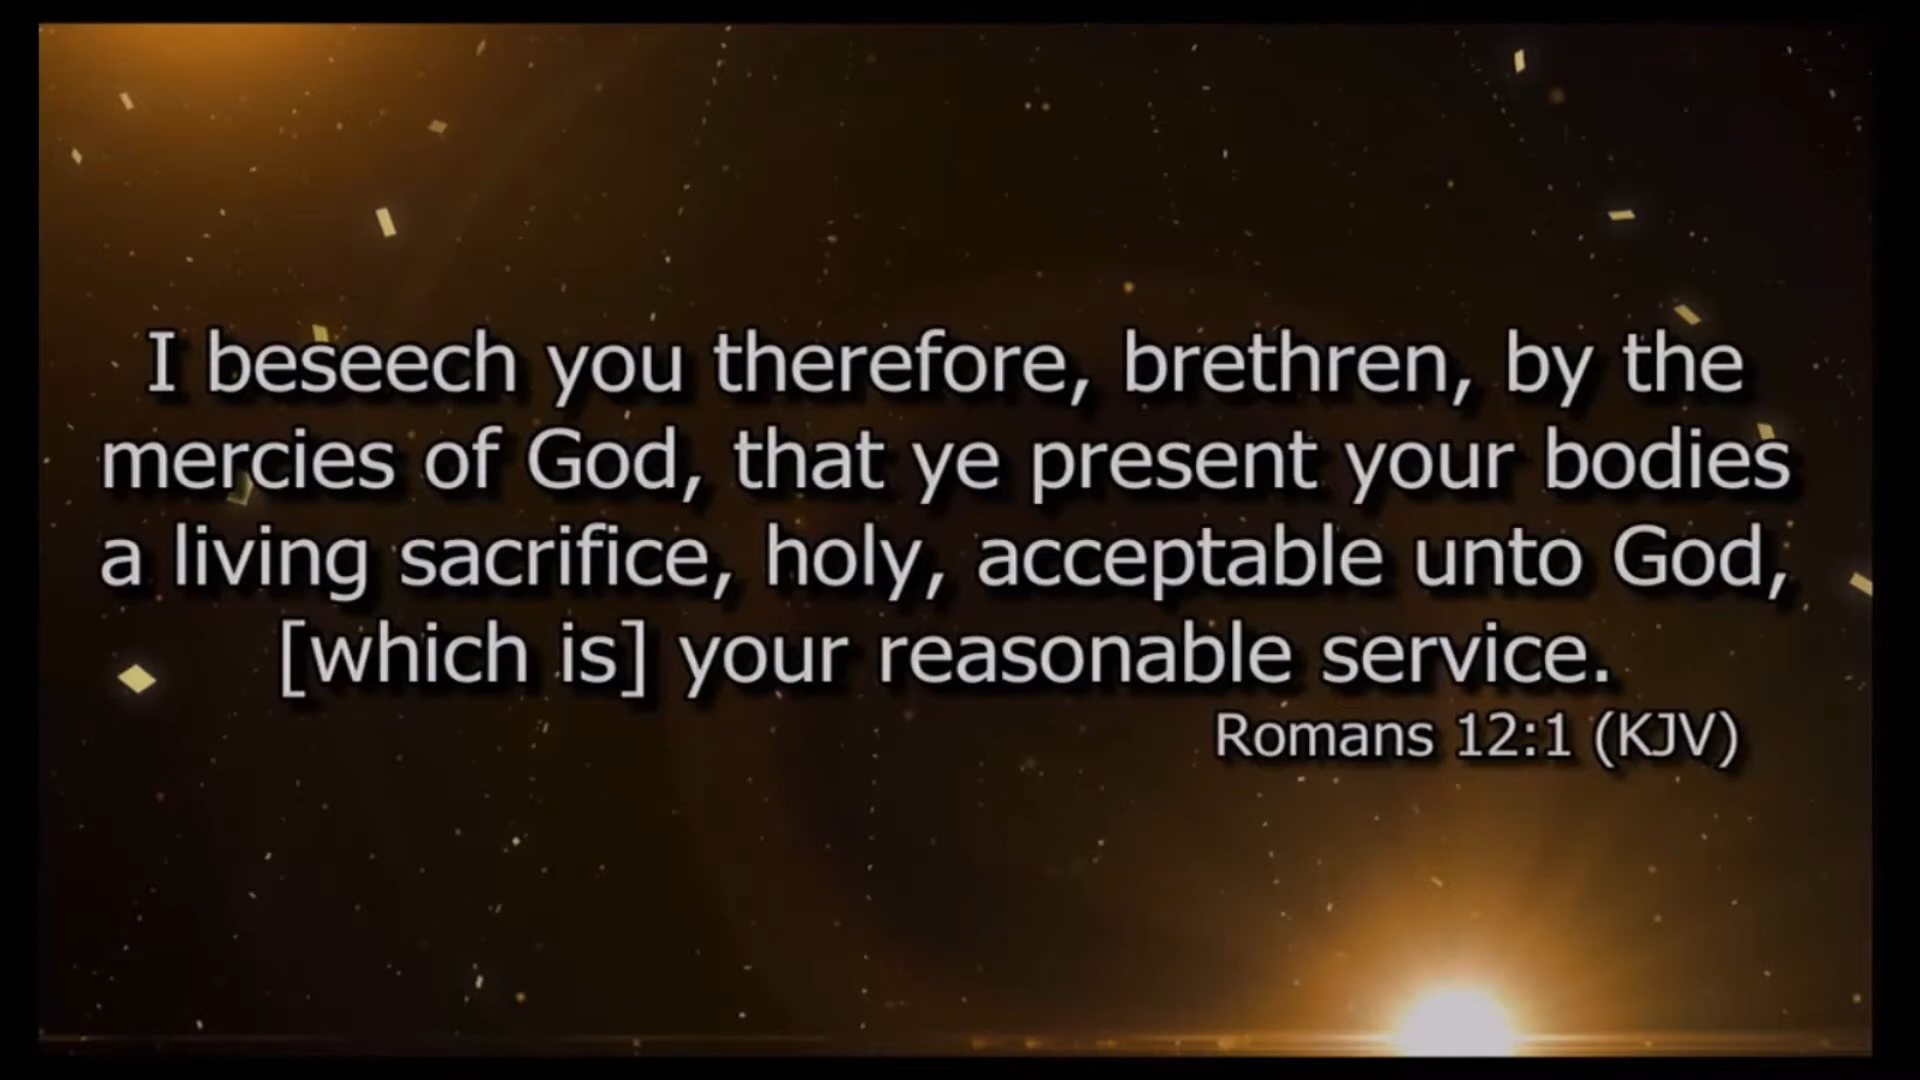 I beseech you therefore, brethren, by the
mercies of God, that ye present your bodies
a living sacrifice, holy, acceptable unto God,
[which is] your reasonable service.
Romans 12:1 (KJV)